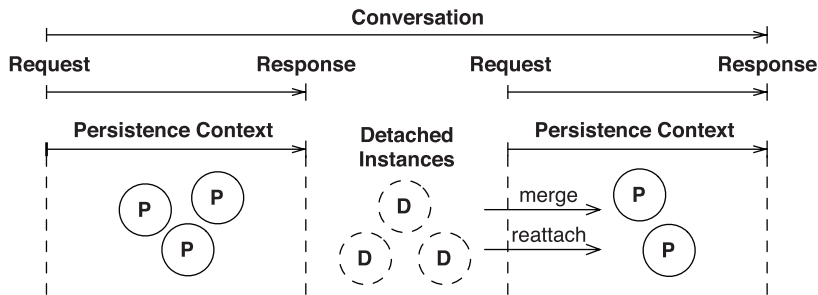 Conversation
Request
Response
Request
Response
Persistence Context
Detached
Instances
Persistence Context
P
P
P
D
D
D
merge
reattach
P
P